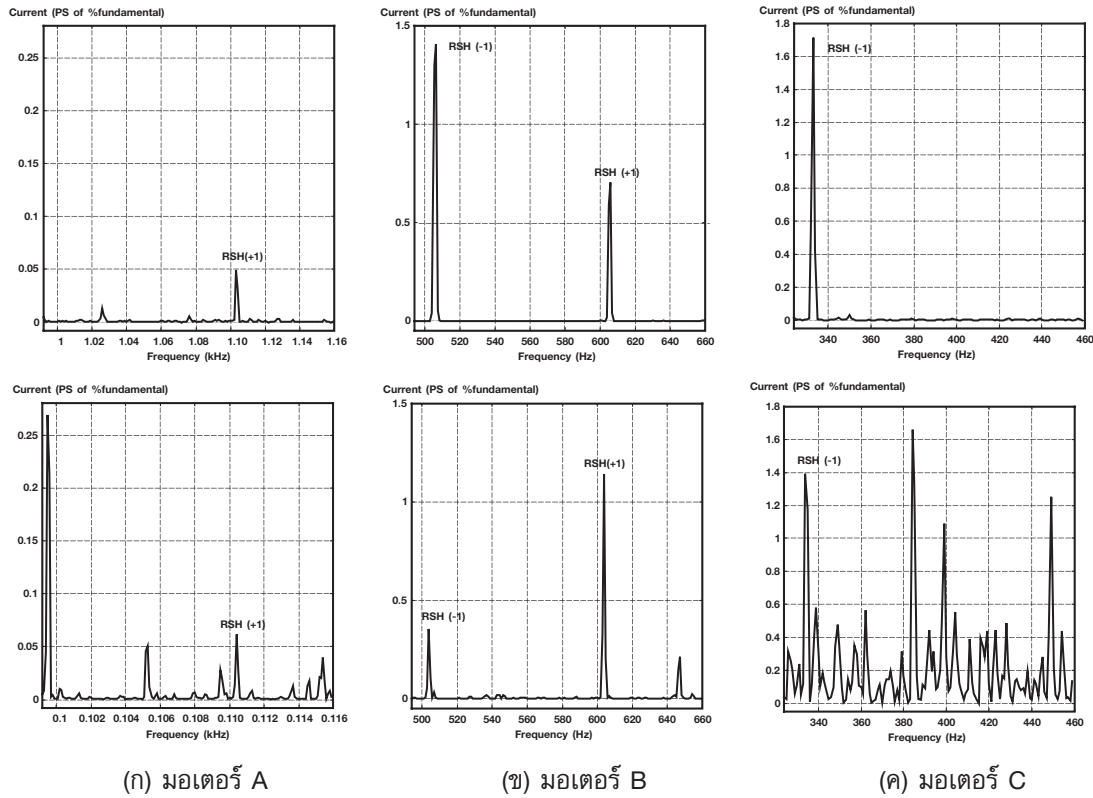 Current (PS of %fundamental)
0.25
0.2
0.15
0.1
0.05
0
RSH(+1)
1 1.02 1.04 1.06 1.08 1.10 1.12 1.14 1.16
Frequency (kHz)
Current (PS of %fundamental)
1.5
1
0.5
0
RSH (-1)
RSH (+1)
500 520 540 560 580 600 620 640 660
Frequency (Hz)
Current (PS of %fundamental)
1.8
1.6
1.4
1.2
1
0.8
0.6
0.4
0.2
0
RSH (-1)
340 360 380 400 420 440 460
Frequency (Hz)
Current (PS of %fundamental)
0.25
0.2
0.15
0.1
0.05
0
RSH (+1)
0.1 0.102 0.104 0.106 0.108 0.110 0.112 0.114 0.116
Frequency (kHz)
Current (PS of %fundamental)
1.5
1
0.5
0
RSH (-1)
RSH(+1)
500 520 540 560 580 600 620 640 660
Frequency (Hz)
Current (PS of %fundamental)
1.8
1.6
1.4
1.2
1
0.8
0.6
0.4
0.2
0
RSH (-1)
340 360 380 400 420 440 460
Frequency (Hz)
(ก) มอเตอร์ A
(ข) มอเตอร์ B
(ค) มอเตอร์ C